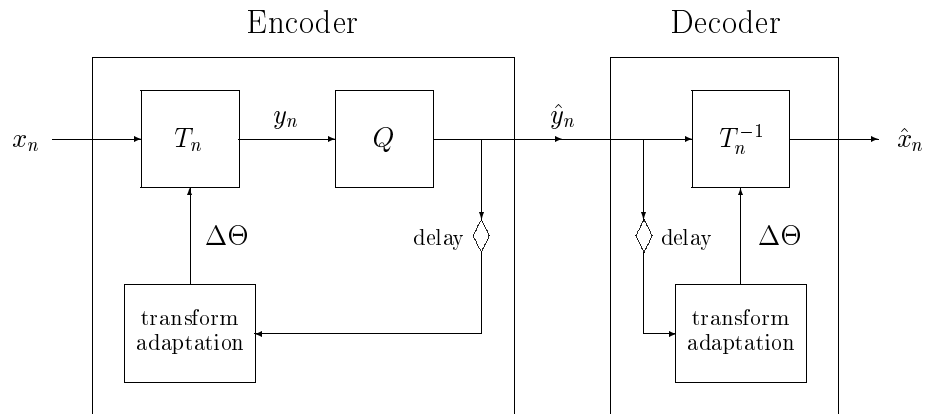 Encoder
Decoder
x_n
T_n
y_n
Q
ŷ_n
T_n^{-1}
x̂_n
ΔΘ
delay
delay
ΔΘ
transform
adaptation
transform
adaptation